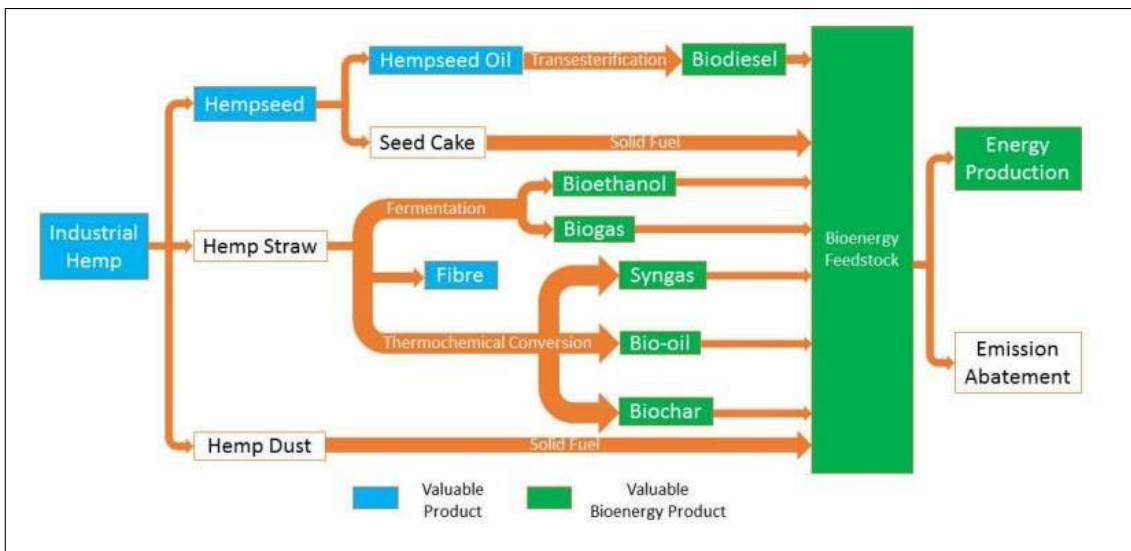 Hempseed Oil
Transesterification
Biodiesel
Hempseed
Seed Cake
Solid Fuel
Energy
Production
Bioethanol
Fermentation
Biogas
Industrial
Hemp
Hemp Straw
Bioenergy
Feedstock
Fibre
Syngas
Thermochemical Conversion
Bio-oil
Emission
Abatement
Biochar
Hemp Dust
Solid Fuel
Valuable
Product
Valuable
Bioenergy Product